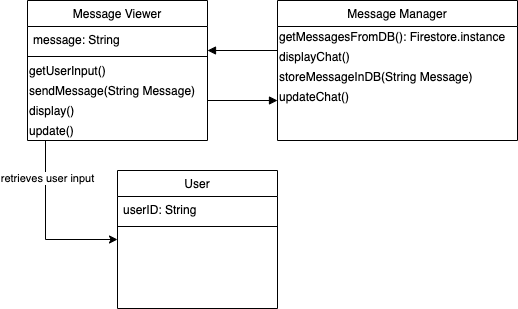 Message Viewer
message: String
getUserInput()
sendMessage(String Message)
display()
update()
Message Manager
getMessagesFromDB(): Firestore.instance
displayChat()
storeMessageInDB(String Message)
updateChat()
retrieves user input
User
userID: String